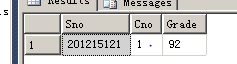 Results Messages
Sno Cno Grade
1 201215121 1 92